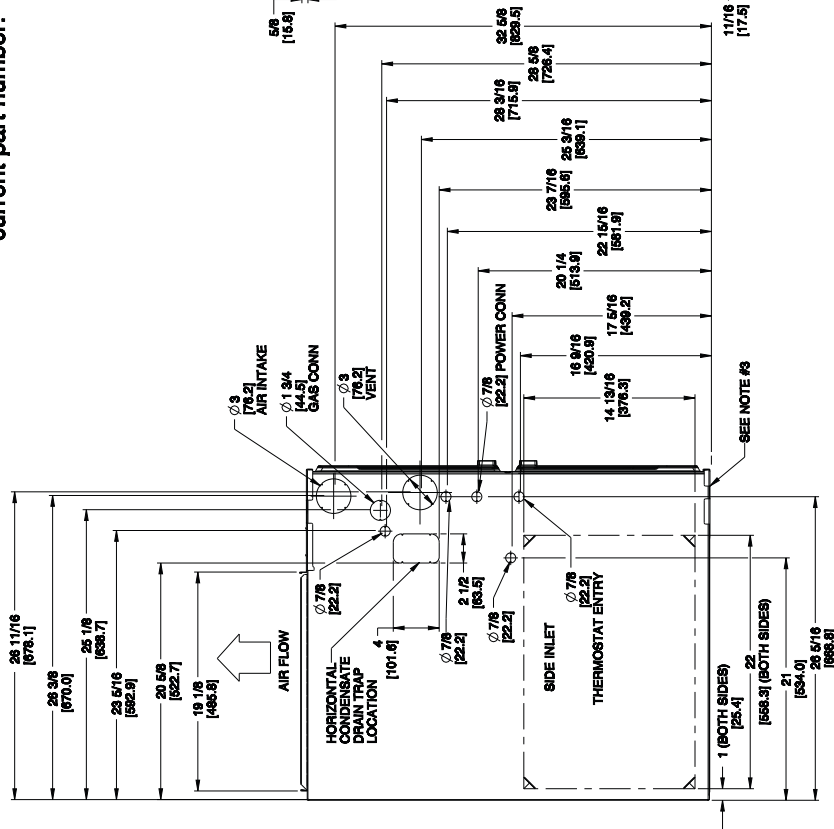 current part number.
5/8
[15.8]
32 5/8
[829.5]
28 5/8
[726.4]
28 3/16
[715.9]
25 3/16
[639.1]
23 7/16
[595.6]
22 15/16
[581.9]
20 1/4
[513.9]
17 5/16
[439.2]
16 9/16
[420.9]
14 13/16
[376.3]
11/16
[17.5]
SEE NOTE #3
Ø 3
[76.2]
AIR INTAKE
Ø 1 3/4
[44.5]
GAS CONN
Ø 3
[76.2]
VENT
Ø 7/8
[22.2] POWER CONN
26 11/16
[678.1]
26 3/8
[670.0]
25 1/8
[638.7]
23 5/16
[592.9]
20 5/8
[522.7]
19 1/8
[485.8]
AIR FLOW
Ø 7/8
[22.2]
HORIZONTAL
CONDENSATE
DRAIN TRAP
LOCATION
4
[101.6]
2 1/2
[63.5]
Ø 7/8
[22.2]
Ø 7/8
[22.2]
Ø 7/8
[22.2]
SIDE INLET
THERMOSTAT ENTRY
1 (BOTH SIDES)
[25.4]
22
[558.3] (BOTH SIDES)
21
[534.0]
26 5/16
[668.8]